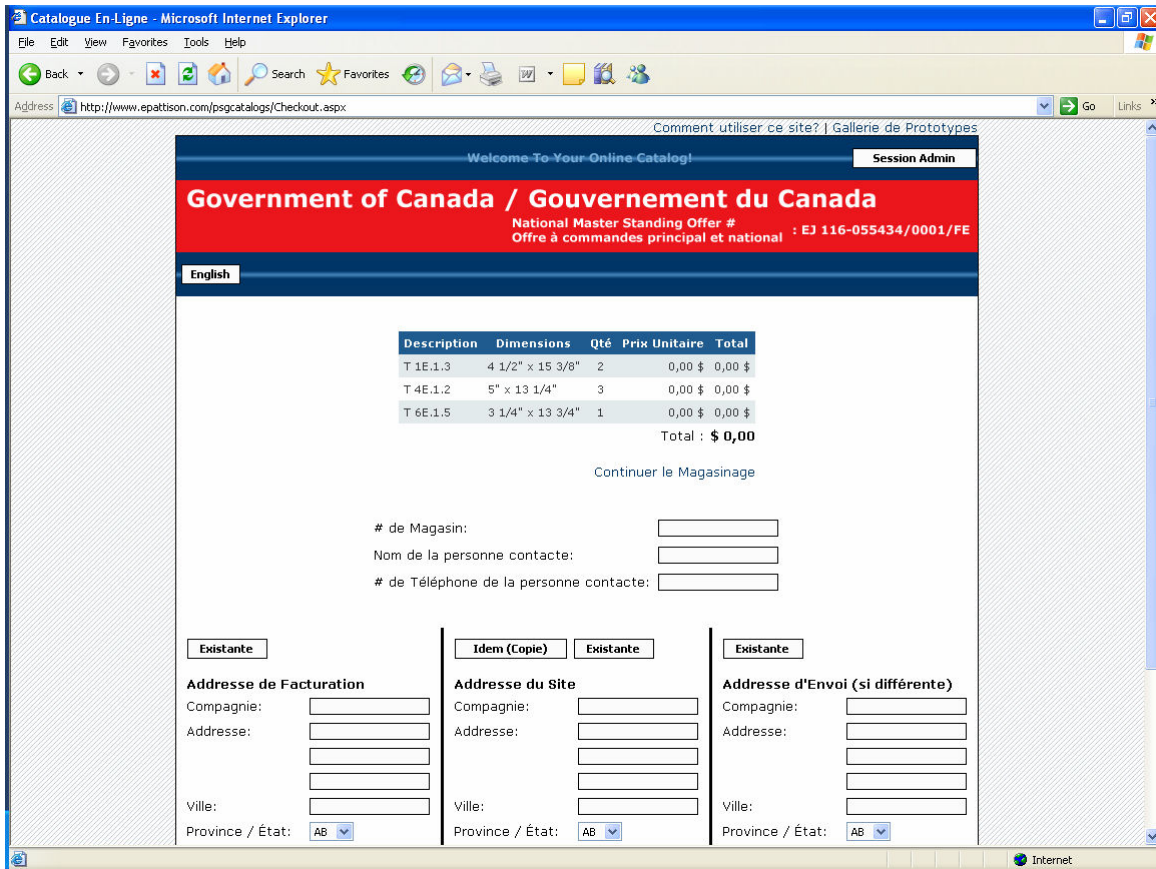 Catalogue En-Ligne - Microsoft Internet Explorer
File Edit View Favorites Tools Help
Back Search Favorites
Address http://www.epattison.com/psgcatalogs/Checkout.aspx Go Links »
Comment utiliser ce site? | Gallerie de Prototypes
Welcome To Your Online Catalog! Session Admin
Government of Canada / Gouvernement du Canada
National Master Standing Offer #
Offre à commandes principal et national : EJ 116-055434/0001/FE
English
Description Dimensions Qté Prix Unitaire Total
T 1E.1.3 4 1/2" x 15 3/8" 2 0,00 $ 0,00 $
T 4E.1.2 5" x 13 1/4" 3 0,00 $ 0,00 $
T 6E.1.5 3 1/4" x 13 3/4" 1 0,00 $ 0,00 $
Total : $ 0,00
Continuer le Magasinage
# de Magasin:
Nom de la personne contacte:
# de Téléphone de la personne contacte:
Existante Idem (Copie) Existante Existante
Addresse de Facturation Addresse du Site Addresse d'Envoi (si différente)
Compagnie: Compagnie: Compagnie:
Addresse: Addresse: Addresse:
Ville: Ville: Ville:
Province / État: AB Province / État: AB Province / État: AB
Internet